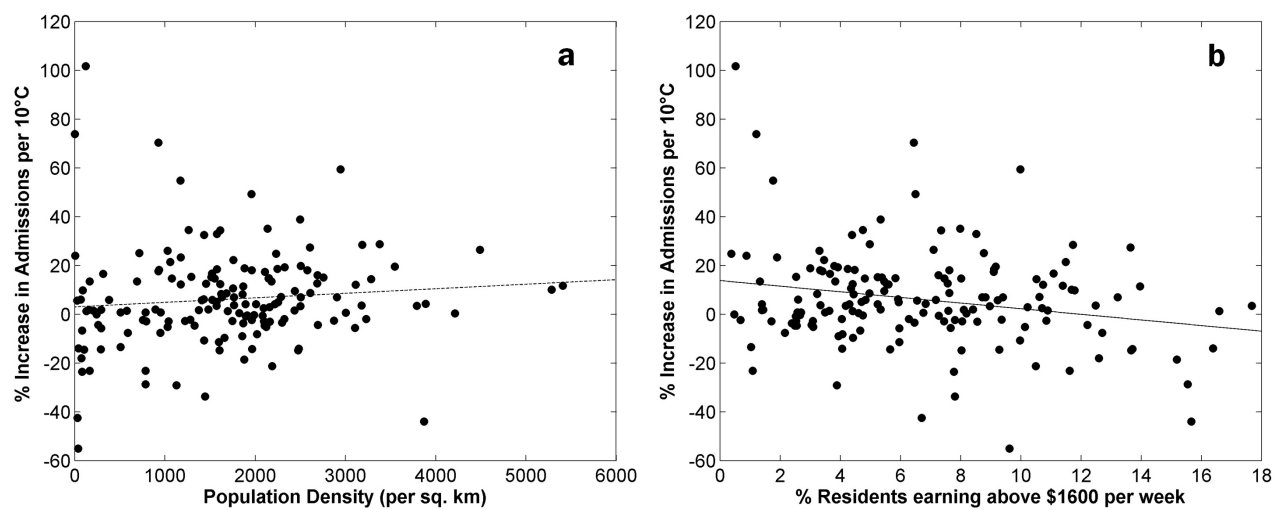 a
% Increase in Admissions per 10°C
120
100
80
60
40
20
0
-20
-40
-60
0 1000 2000 3000 4000 5000 6000
Population Density (per sq. km)
b
% Increase in Admissions per 10°C
120
100
80
60
40
20
0
-20
-40
-60
0 2 4 6 8 10 12 14 16 18
% Residents earning above $1600 per week